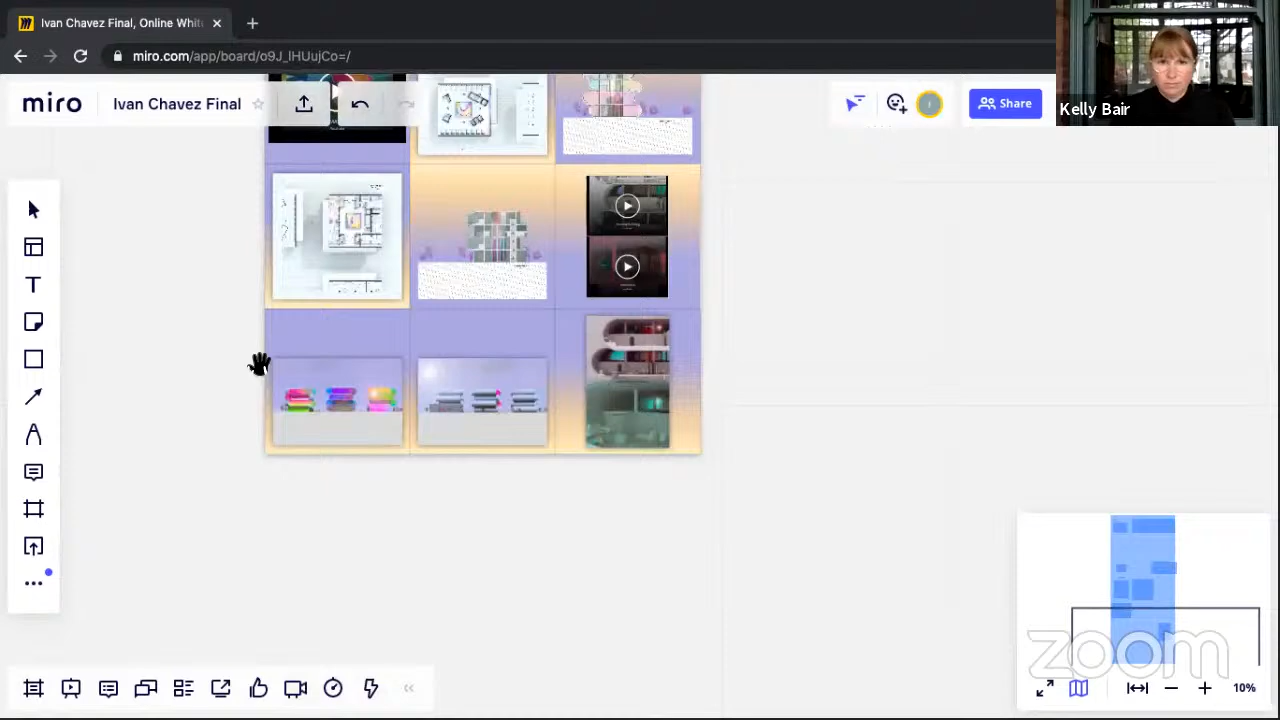 Ivan Chavez Final, Online Whit
miro.com/app/board/o9J_lHUujCo=/
miro
Ivan Chavez Final
Share
Kelly Bair
zoom
10%